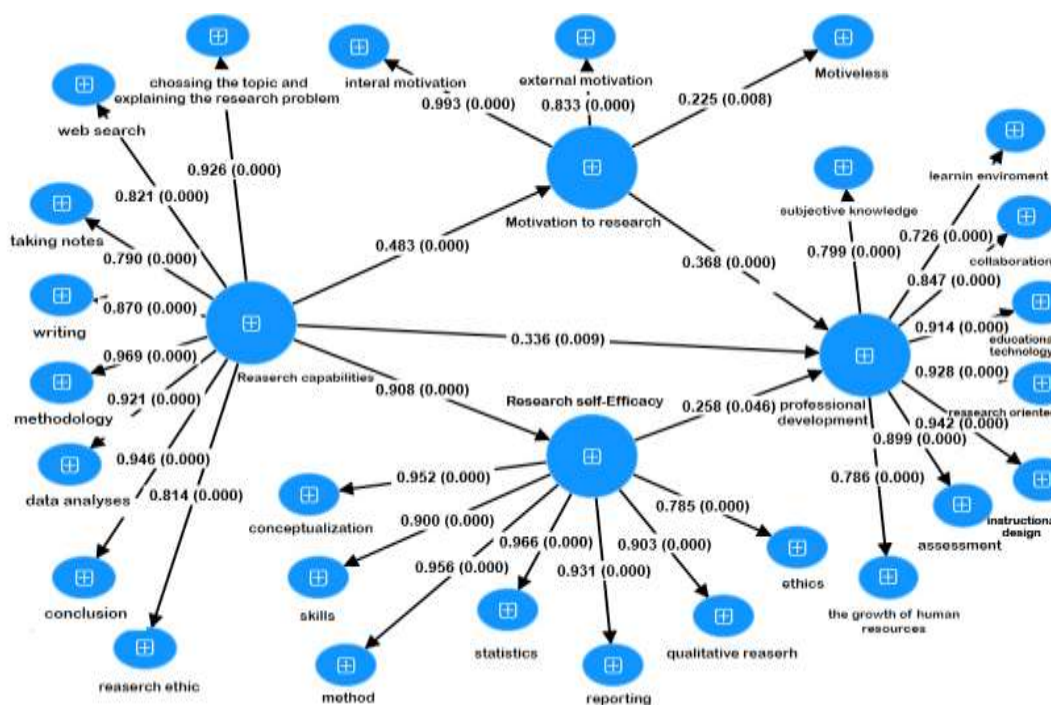 chossing the topic and
explaining the research problem
interal motivation
external motivation
Motiveless
0.993 (0.000)
0.833 (0.000)
0.225 (0.008)
web search
0.926 (0.000)
0.821 (0.000)
learnin enviroment
subjective knowledge
Motivation to research
taking notes
0.790 (0.000)
0.483 (0.000)
0.726 (0.000)
0.799 (0.000)
collaboration
0.368 (0.000)
0.847 (0.000)
writing
0.870 (0.000)
0.914 (0.000)
0.336 (0.009)
educationa
technology
0.969 (0.000)
Reaserch capabilities
0.928 (0.000)
methodology
0.921 (0.000)
0.908 (0.000)
Research self-Efficacy
0.258 (0.046)
professional
development
research oriented
0.942 (0.000)
0.899 (0.000)
0.946 (0.000)
0.786 (0.000)
data analyses
0.814 (0.000)
0.952 (0.000)
0.785 (0.000)
conceptualization
0.900 (0.000)
0.966 (0.000)
0.903 (0.000)
instructiona
design
assessment
0.956 (0.000)
0.931 (0.000)
ethics
conclusion
skills
the growth of human
resources
statistics
qualitative reaserh
reaserch ethic
method
reporting